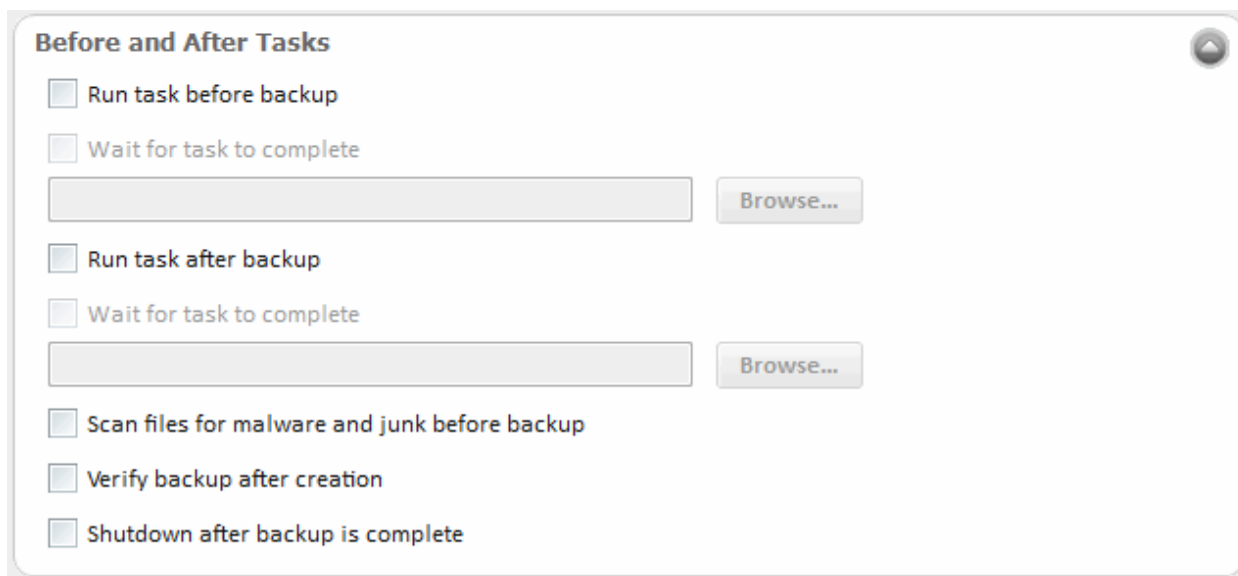 Before and After Tasks
Run task before backup
Wait for task to complete
Browse...
Run task after backup
Wait for task to complete
Browse...
Scan files for malware and junk before backup
Verify backup after creation
Shutdown after backup is complete